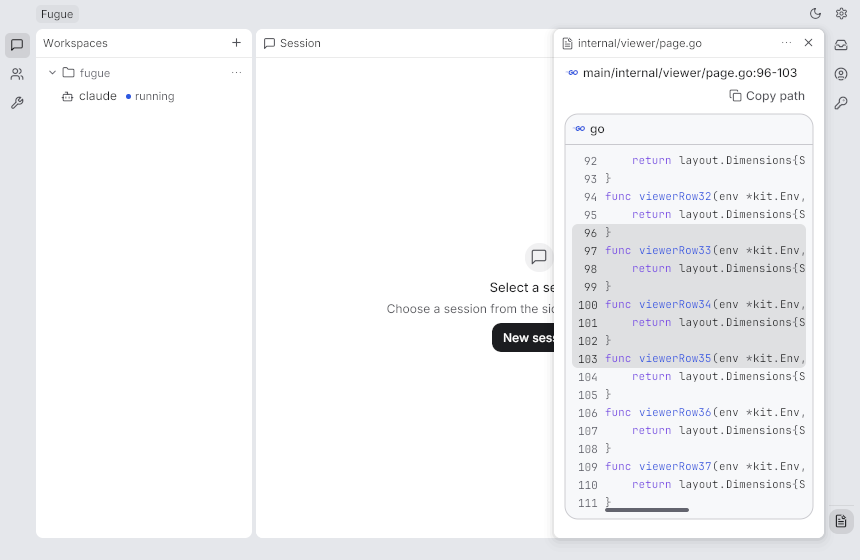 Fugue
Workspaces
fugue
claude
running
Session
Select a se
Choose a session from the sid
New sess
internal/viewer/page.go
main/internal/viewer/page.go:96-103
Copy path
go
92 return layout.Dimensions{S
93 }
94 func viewerRow32(env *kit.Env,
95 return layout.Dimensions{S
96 }
97 func viewerRow33(env *kit.Env,
98 return layout.Dimensions{S
99 }
100 func viewerRow34(env *kit.Env,
101 return layout.Dimensions{S
102 }
103 func viewerRow35(env *kit.Env,
104 return layout.Dimensions{S
105 }
106 func viewerRow36(env *kit.Env,
107 return layout.Dimensions{S
108 }
109 func viewerRow37(env *kit.Env,
110 return layout.Dimensions{S
111 }